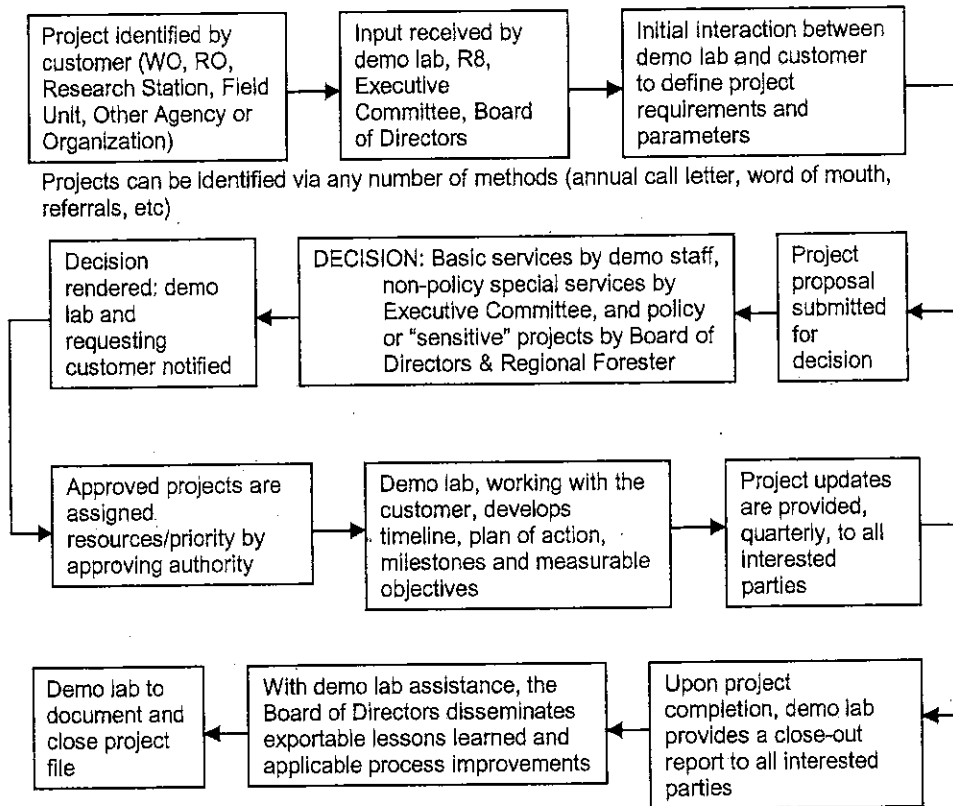 Project identified by
customer (WO, RO,
Research Station, Field
Unit, Other Agency or
Organization)
Input received by
demo lab, R8,
Executive
Committee, Board
of Directors
Initial interaction between
demo lab and customer
to define project
requirements and
parameters
Projects can be identified via any number of methods (annual call letter, word of mouth,
referrals, etc)
Project
proposal
submitted
for
decision
DECISION: Basic services by demo staff,
non-policy special services by
Executive Committee, and policy
or "sensitive" projects by Board of
Directors & Regional Forester
Decision
rendered; demo
lab and
requesting
customer notified
Approved projects are
assigned
resources/priority by
approving authority
Demo lab, working with the
customer, develops
timeline, plan of action,
milestones and measurable
objectives
Project updates
are provided,
quarterly, to all
interested
parties
Upon project
completion, demo lab
provides a close-out
report to all interested
parties
With demo lab assistance, the
Board of Directors disseminates
exportable lessons learned and
applicable process improvements
Demo lab to
document and
close project
file